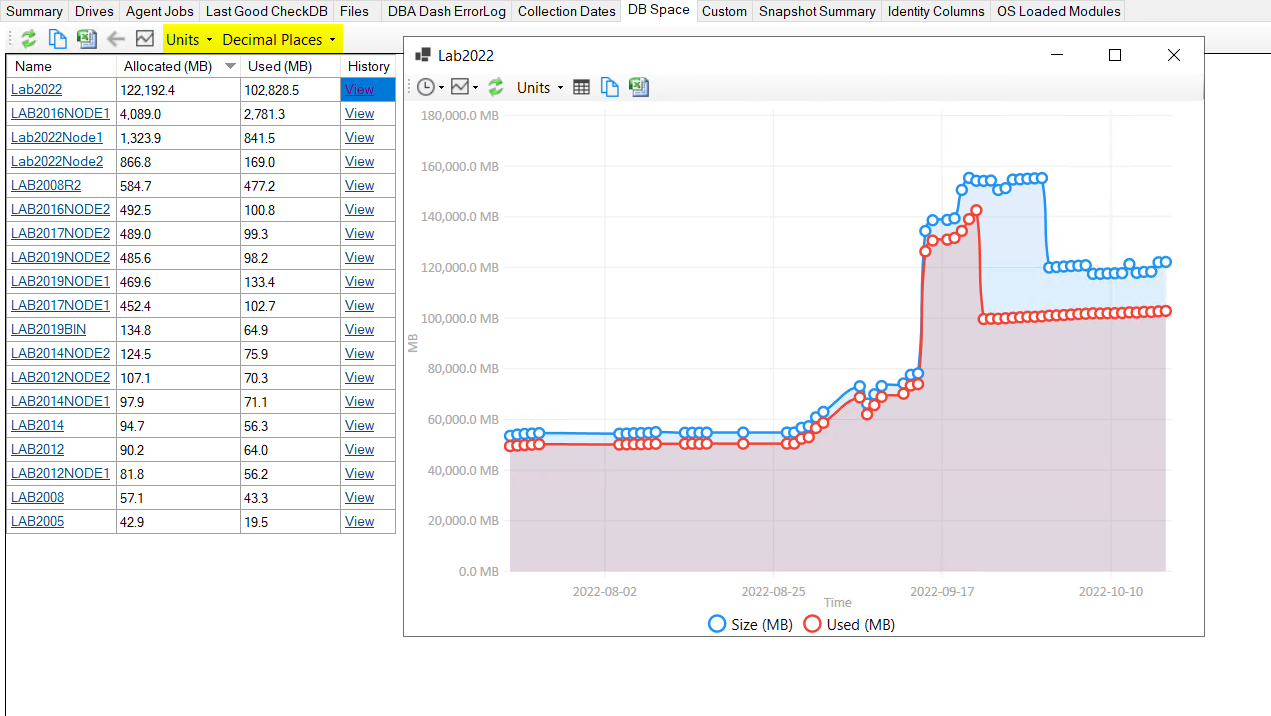 Summary Drives Agent Jobs Last Good CheckDB Files DBA Dash ErrorLog Collection Dates DB Space Custom Snapshot Summary Identity Columns OS Loaded Modules
Units Decimal Places
Name Allocated (MB) Used (MB) History
Lab2022 122,192.4 102,828.5 View
LAB2016NODE1 4,089.0 2,781.3 View
Lab2022Node1 1,323.9 841.5 View
Lab2022Node2 866.8 169.0 View
LAB2008R2 584.7 477.2 View
LAB2016NODE2 492.5 100.8 View
LAB2017NODE2 489.0 99.3 View
LAB2019NODE2 485.6 98.2 View
LAB2019NODE1 469.6 133.4 View
LAB2017NODE1 452.4 102.7 View
LAB2019BIN 134.8 64.9 View
LAB2014NODE2 124.5 75.9 View
LAB2012NODE2 107.1 70.3 View
LAB2014NODE1 97.9 71.1 View
LAB2014 94.7 56.3 View
LAB2012 90.2 64.0 View
LAB2012NODE1 81.8 56.2 View
LAB2008 57.1 43.3 View
LAB2005 42.9 19.5 View
Lab2022
Units
180,000.0 MB
160,000.0 MB
140,000.0 MB
120,000.0 MB
100,000.0 MB
80,000.0 MB
60,000.0 MB
40,000.0 MB
20,000.0 MB
0.0 MB
MB
2022-08-02 2022-08-25 2022-09-17 2022-10-10
Time
Size (MB) Used (MB)